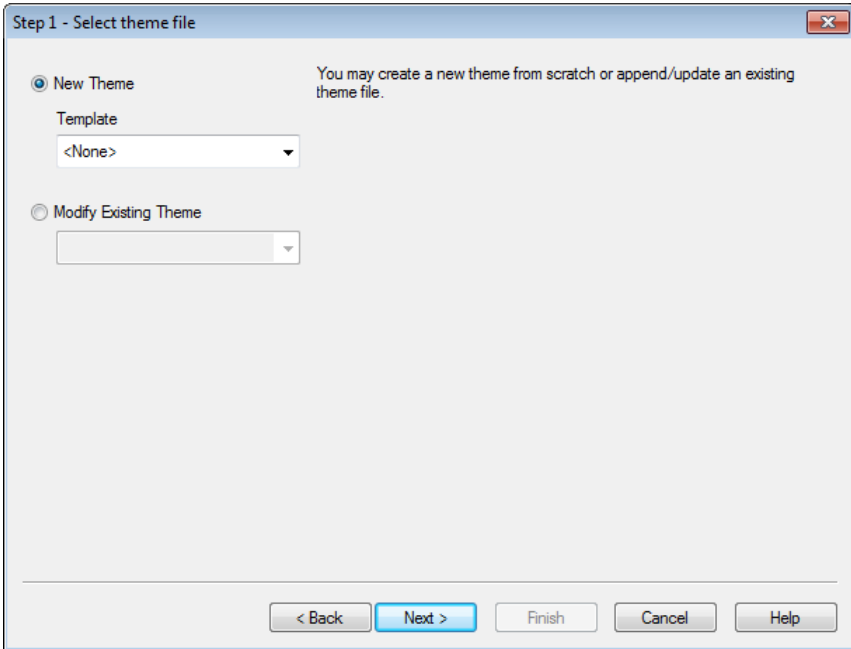 Step 1 - Select theme file
New Theme
You may create a new theme from scratch or append/update an existing
theme file.
Template
<None>
Modify Existing Theme
< Back
Next >
Finish
Cancel
Help